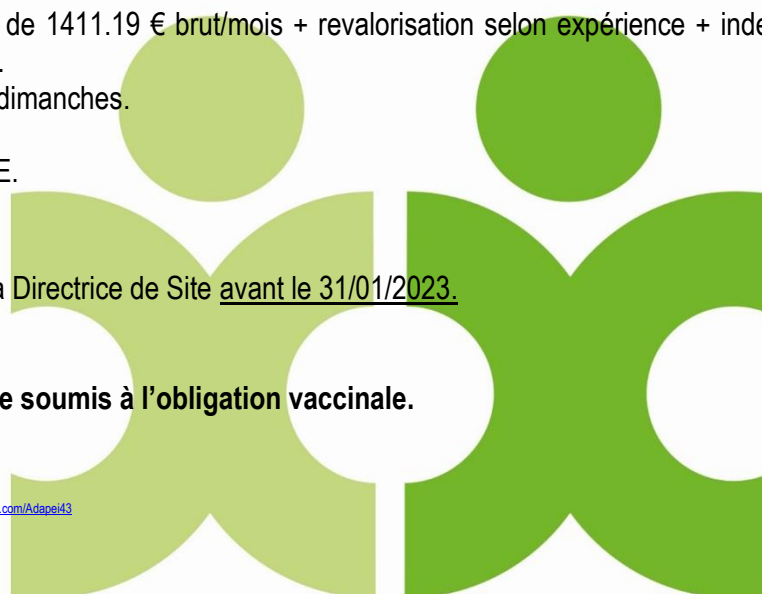 de 1411.19 € brut/mois + revalorisation selon expérience + inde
.
dimanches.
E.
a Directrice de Site avant le 31/01/2023.
e soumis à l’obligation vaccinale.
.com/Adapei43